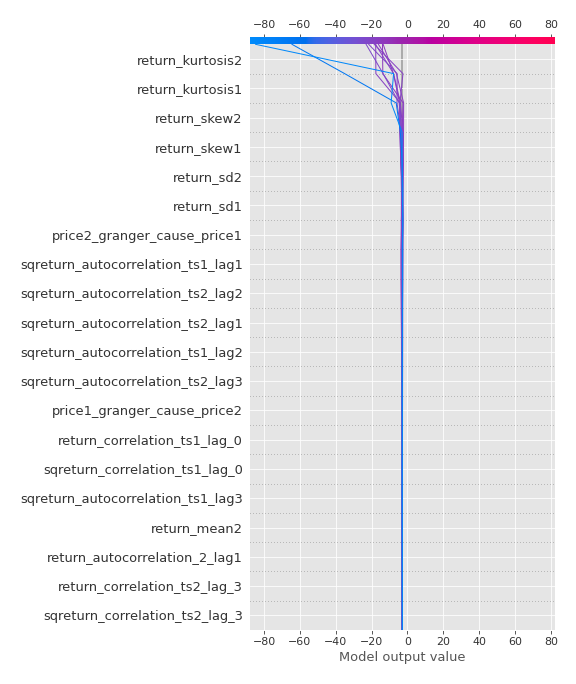 −80 −60 −40 −20 0 20 40 60 80
return_kurtosis2
return_kurtosis1
return_skew2
return_skew1
return_sd2
return_sd1
price2_granger_cause_price1
sqreturn_autocorrelation_ts1_lag1
sqreturn_autocorrelation_ts2_lag2
sqreturn_autocorrelation_ts2_lag1
sqreturn_autocorrelation_ts1_lag2
sqreturn_autocorrelation_ts2_lag3
price1_granger_cause_price2
return_correlation_ts1_lag_0
sqreturn_correlation_ts1_lag_0
sqreturn_autocorrelation_ts1_lag3
return_mean2
return_autocorrelation_2_lag1
return_correlation_ts2_lag_3
sqreturn_correlation_ts2_lag_3
−80 −60 −40 −20 0 20 40 60 80
Model output value